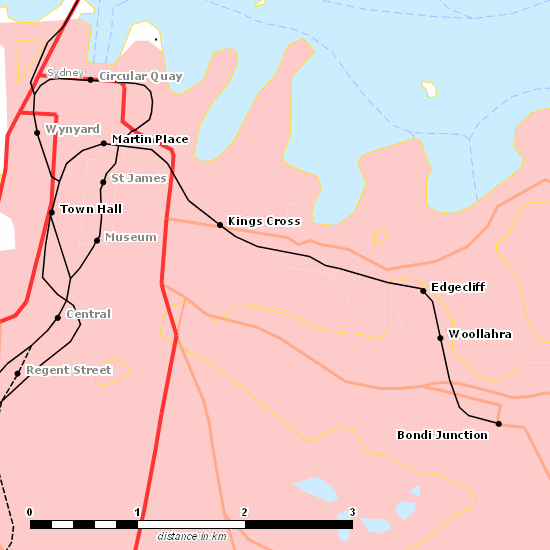 Sydney
Circular Quay
Wynyard
Martin Place
St James
Town Hall
Kings Cross
Museum
Edgecliff
Central
Woollahra
Regent Street
Bondi Junction
0 1 2 3
distance in km